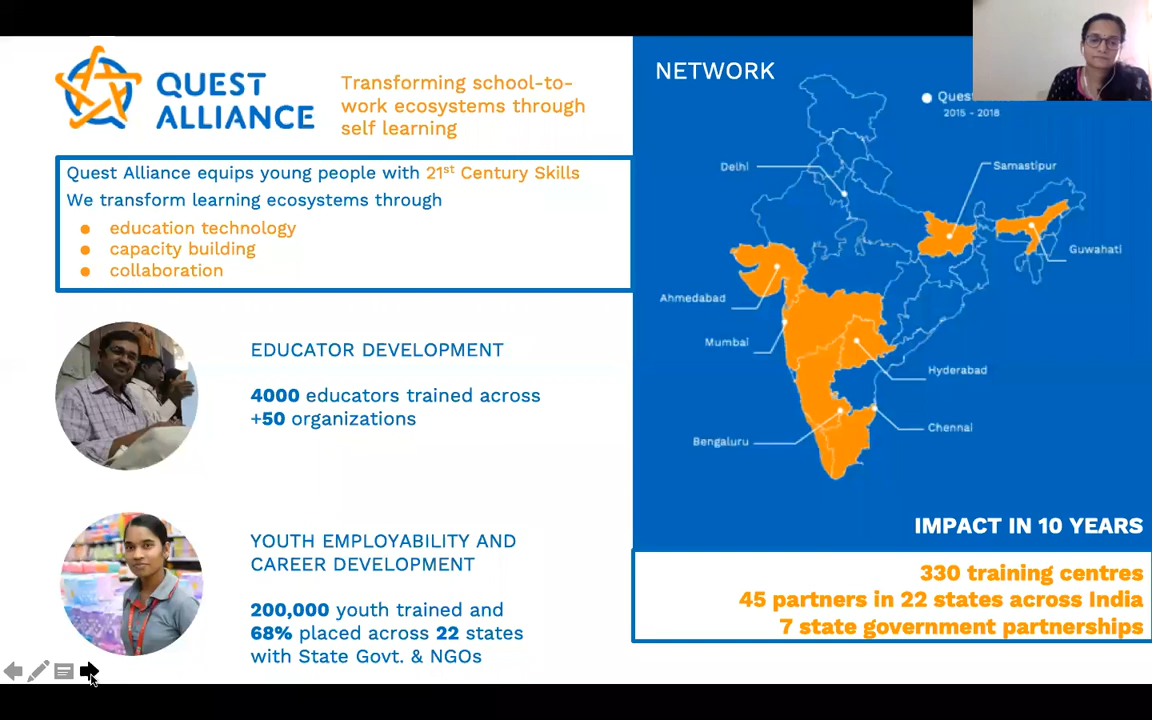 QUEST
ALLIANCE
Transforming school-to-
work ecosystems through
self learning
Quest Alliance equips young people with 21st Century Skills
We transform learning ecosystems through
● education technology
● capacity building
● collaboration
EDUCATOR DEVELOPMENT
4000 educators trained across
+50 organizations
YOUTH EMPLOYABILITY AND
CAREER DEVELOPMENT
200,000 youth trained and
68% placed across 22 states
with State Govt. & NGOs
NETWORK
2015 - 2018
Delhi
Samastipur
Guwahati
Ahmedabad
Mumbai
Hyderabad
Chennai
Bengaluru
IMPACT IN 10 YEARS
330 training centres
45 partners in 22 states across India
7 state government partnerships